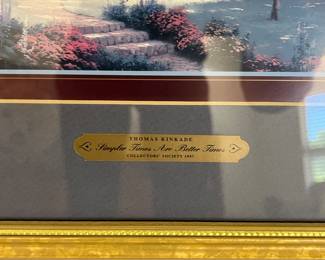 THOMAS KINKADE
Simpler Times Are Better Times
COLLECTORS' SOCIETY 1997